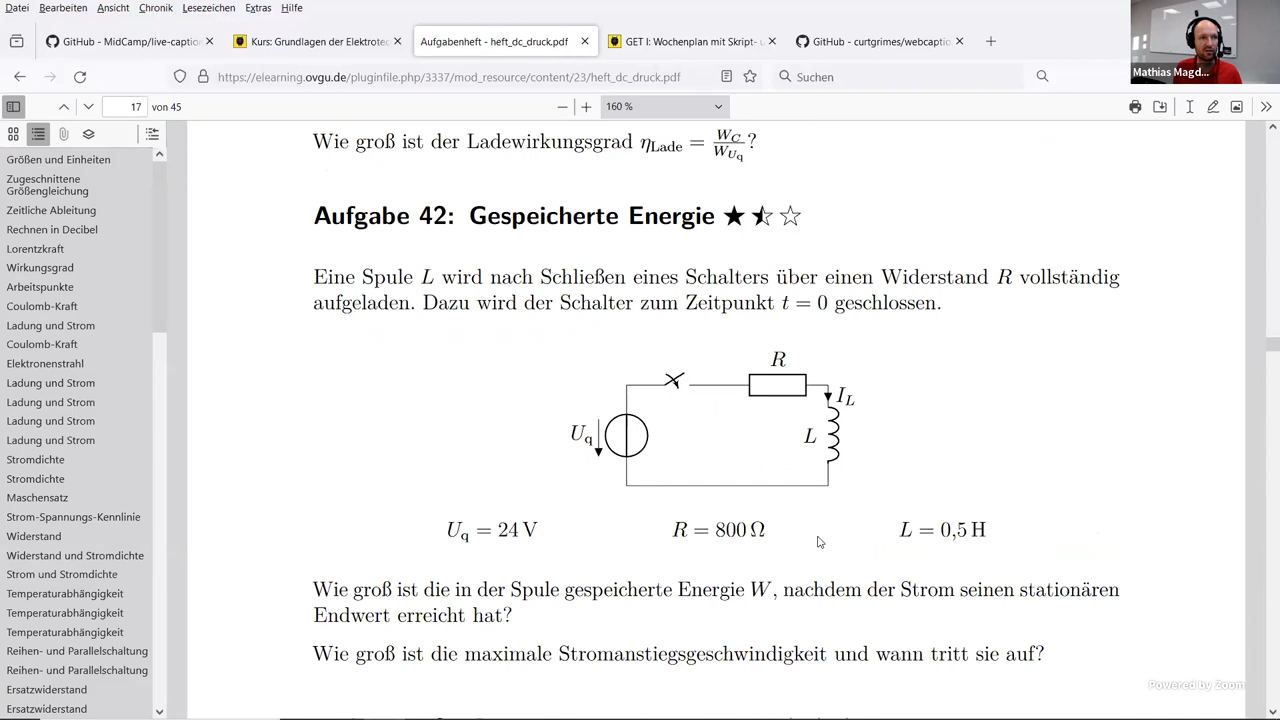 Datei Bearbeiten Ansicht Chronik Lesezeichen Extras Hilfe
GitHub - MidCamp/live-captio
Kurs: Grundlagen der Elektrotec
Aufgabenheft - heft_dc_druck.pdf
GET I: Wochenplan mit Skript- u
GitHub - curtgrimes/webcaptio
https://elearning.ovgu.de/pluginfile.php/3337/mod_resource/content/23/heft_dc_druck.pdf
Suchen
Mathias Magd...
17 von 45
160 %
Größen und Einheiten
Zugeschnittene
Größengleichung
Zeitliche Ableitung
Rechnen in Decibel
Lorentzkraft
Wirkungsgrad
Arbeitspunkte
Coulomb-Kraft
Ladung und Strom
Coulomb-Kraft
Elektronenstrahl
Ladung und Strom
Ladung und Strom
Ladung und Strom
Ladung und Strom
Stromdichte
Stromdichte
Maschensatz
Strom-Spannungs-Kennlinie
Widerstand
Widerstand und Stromdichte
Strom und Stromdichte
Temperaturabhängigkeit
Temperaturabhängigkeit
Temperaturabhängigkeit
Reihen- und Parallelschaltung
Reihen- und Parallelschaltung
Ersatzwiderstand
Ersatzwiderstand
Wie groß ist der Ladewirkungsgrad η_Lade = W_C/W_Uq?
Aufgabe 42: Gespeicherte Energie
Eine Spule L wird nach Schließen eines Schalters über einen Widerstand R vollständig
aufgeladen. Dazu wird der Schalter zum Zeitpunkt t = 0 geschlossen.
R
I_L
U_q
L
U_q = 24 V R = 800 Ω L = 0,5 H
Wie groß ist die in der Spule gespeicherte Energie W, nachdem der Strom seinen stationären
Endwert erreicht hat?
Wie groß ist die maximale Stromanstiegsgeschwindigkeit und wann tritt sie auf?
Powered by Zoom